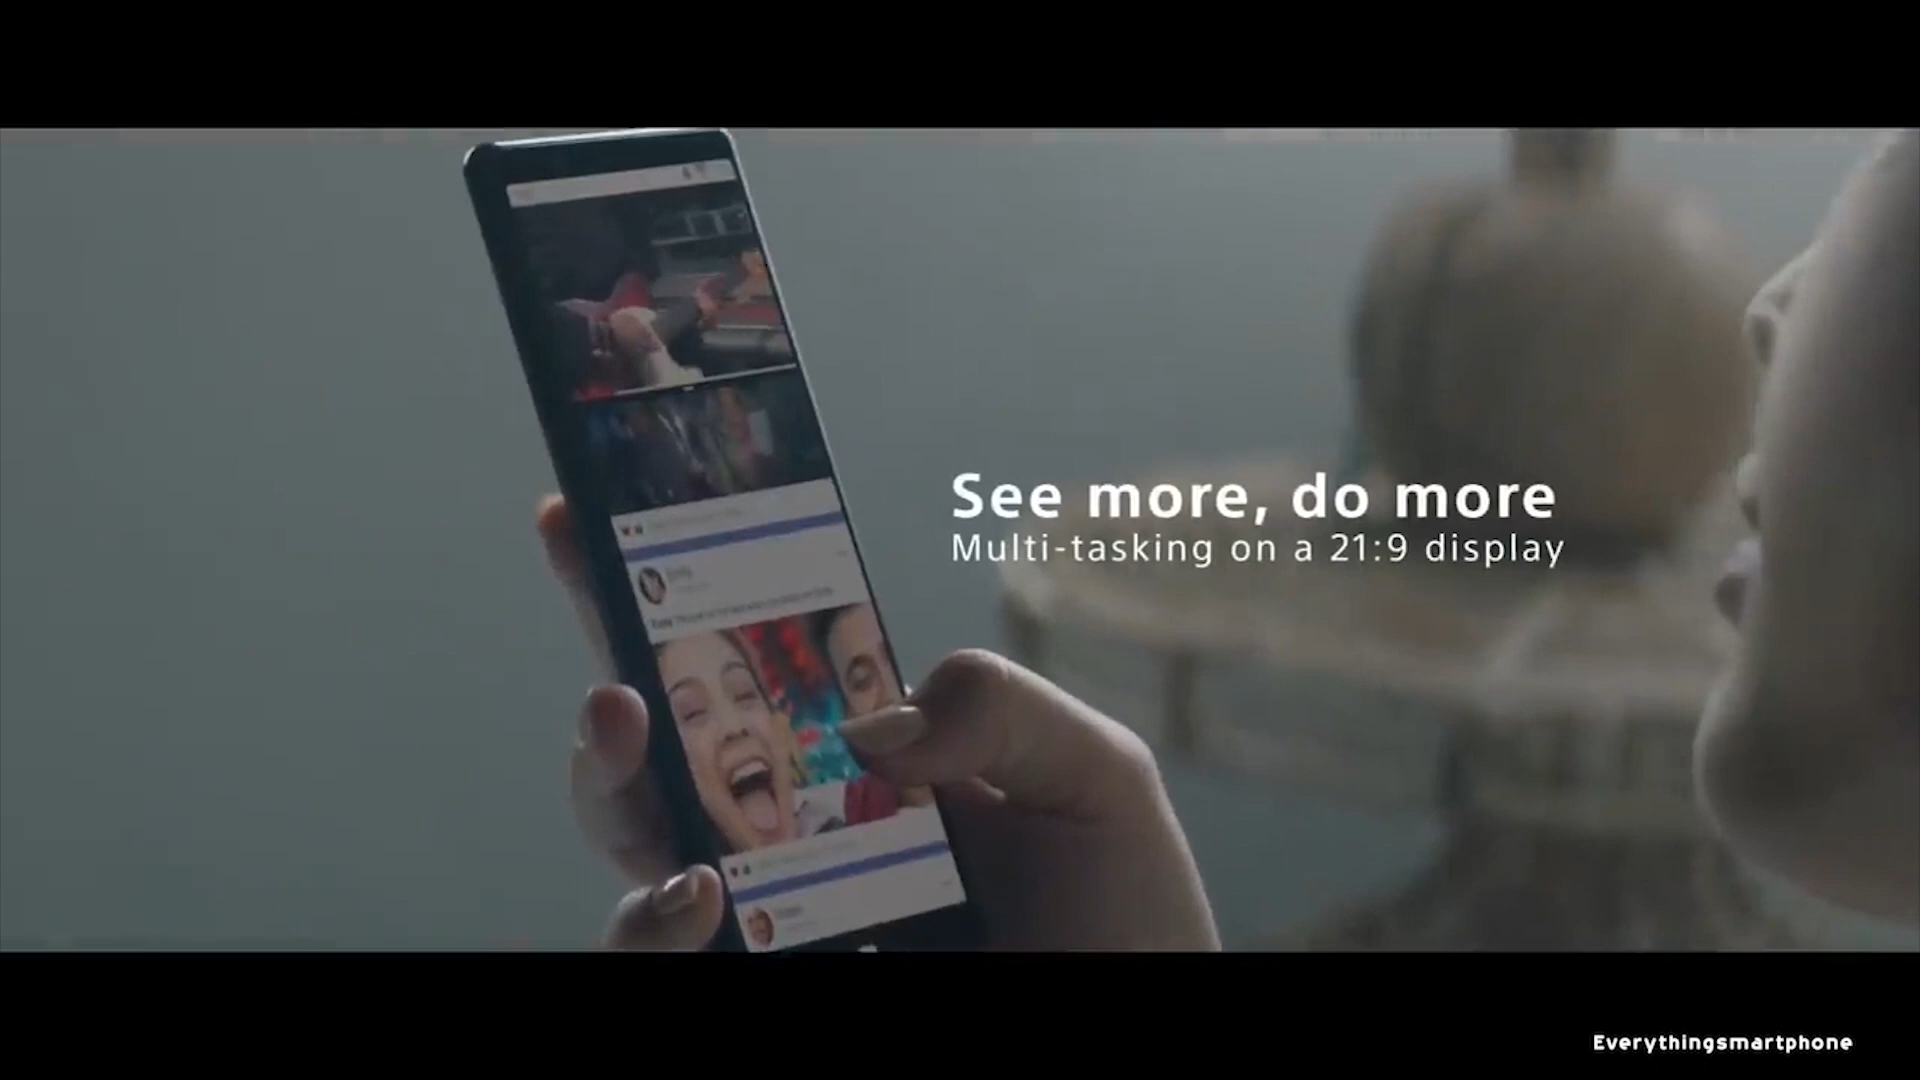 See more, do more
Multi-tasking on a 21:9 display
Everythingsmartphone